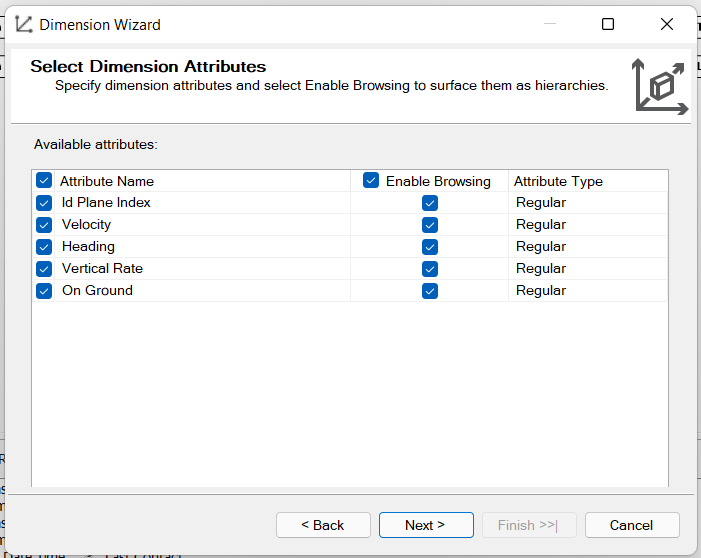 Dimension Wizard
Select Dimension Attributes
Specify dimension attributes and select Enable Browsing to surface them as hierarchies.
Available attributes:
Attribute Name Enable Browsing Attribute Type
Id Plane Index Regular
Velocity Regular
Heading Regular
Vertical Rate Regular
On Ground Regular
< Back Next > Finish >>| Cancel